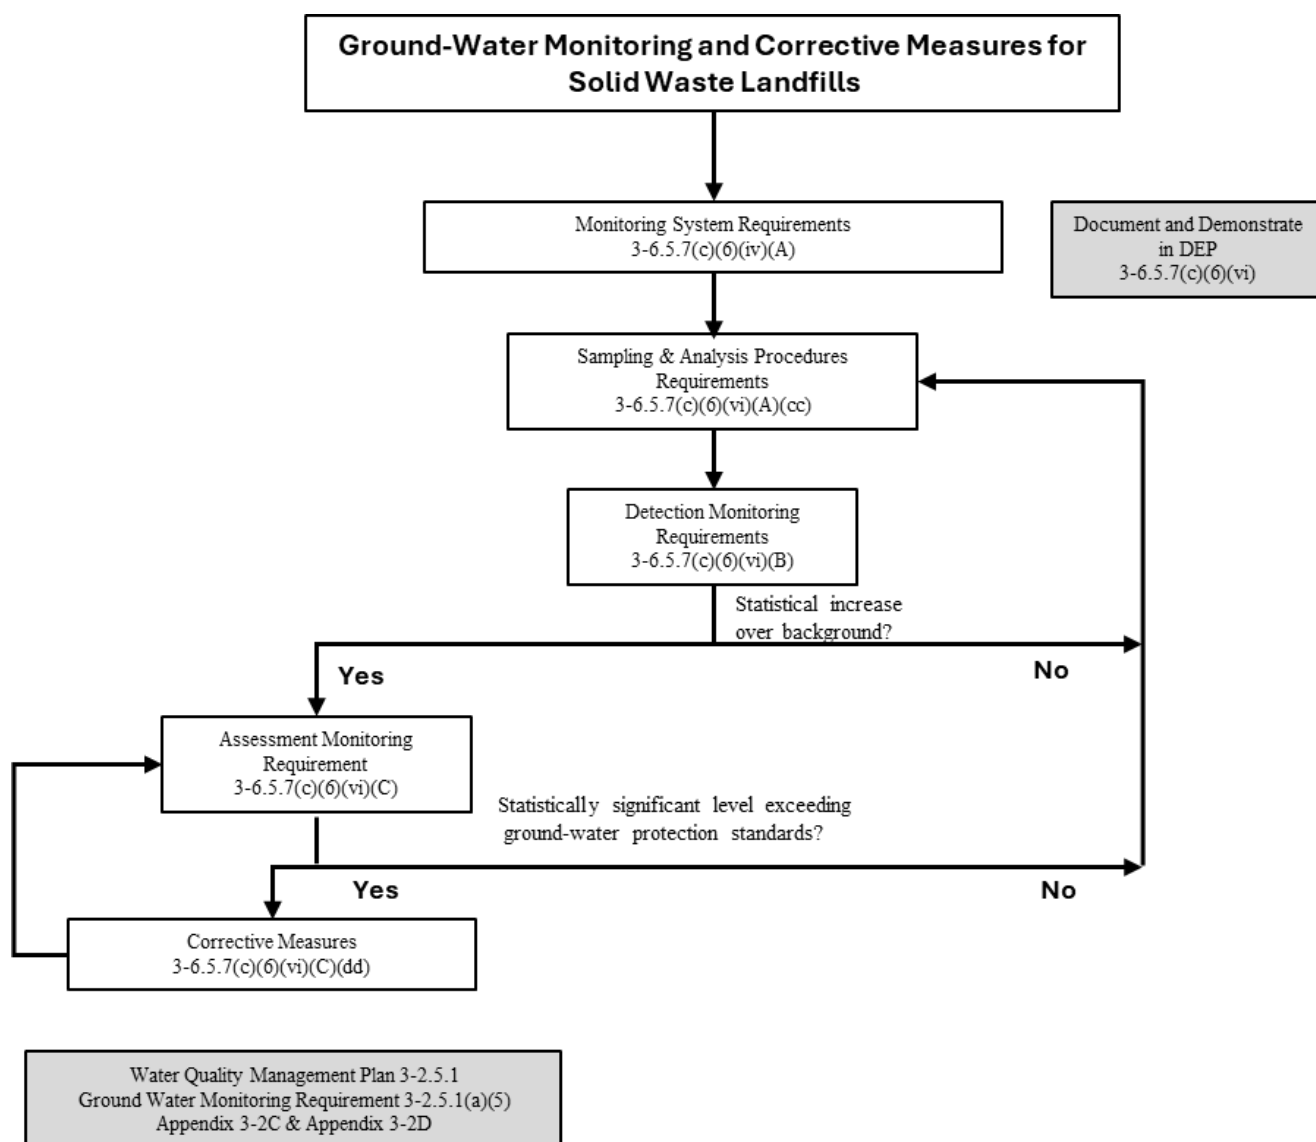 Ground-Water Monitoring and Corrective Measures for
Solid Waste Landfills
Monitoring System Requirements
3-6.5.7(c)(6)(iv)(A)
Document and Demonstrate
in DEP
3-6.5.7(c)(6)(vi)
Sampling & Analysis Procedures
Requirements
3-6.5.7(c)(6)(vi)(A)(cc)
Detection Monitoring
Requirements
3-6.5.7(c)(6)(vi)(B)
Statistical increase
over background?
Yes
No
Assessment Monitoring
Requirement
3-6.5.7(c)(6)(vi)(C)
Statistically significant level exceeding
ground-water protection standards?
Yes
No
Corrective Measures
3-6.5.7(c)(6)(vi)(C)(dd)
Water Quality Management Plan 3-2.5.1
Ground Water Monitoring Requirement 3-2.5.1(a)(5)
Appendix 3-2C & Appendix 3-2D